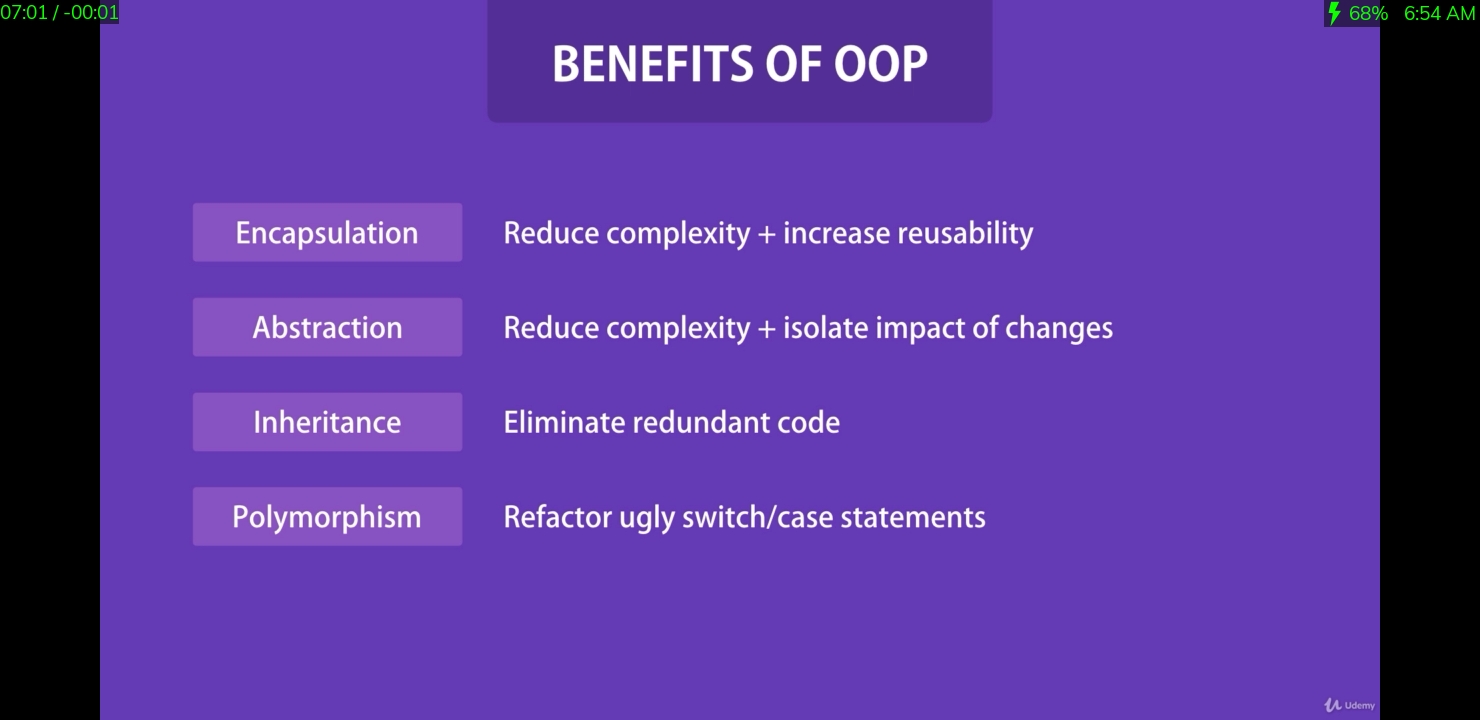 07:01 / -00:01
68% 6:54 AM
BENEFITS OF OOP
Encapsulation Reduce complexity + increase reusability
Abstraction Reduce complexity + isolate impact of changes
Inheritance Eliminate redundant code
Polymorphism Refactor ugly switch/case statements
Udemy